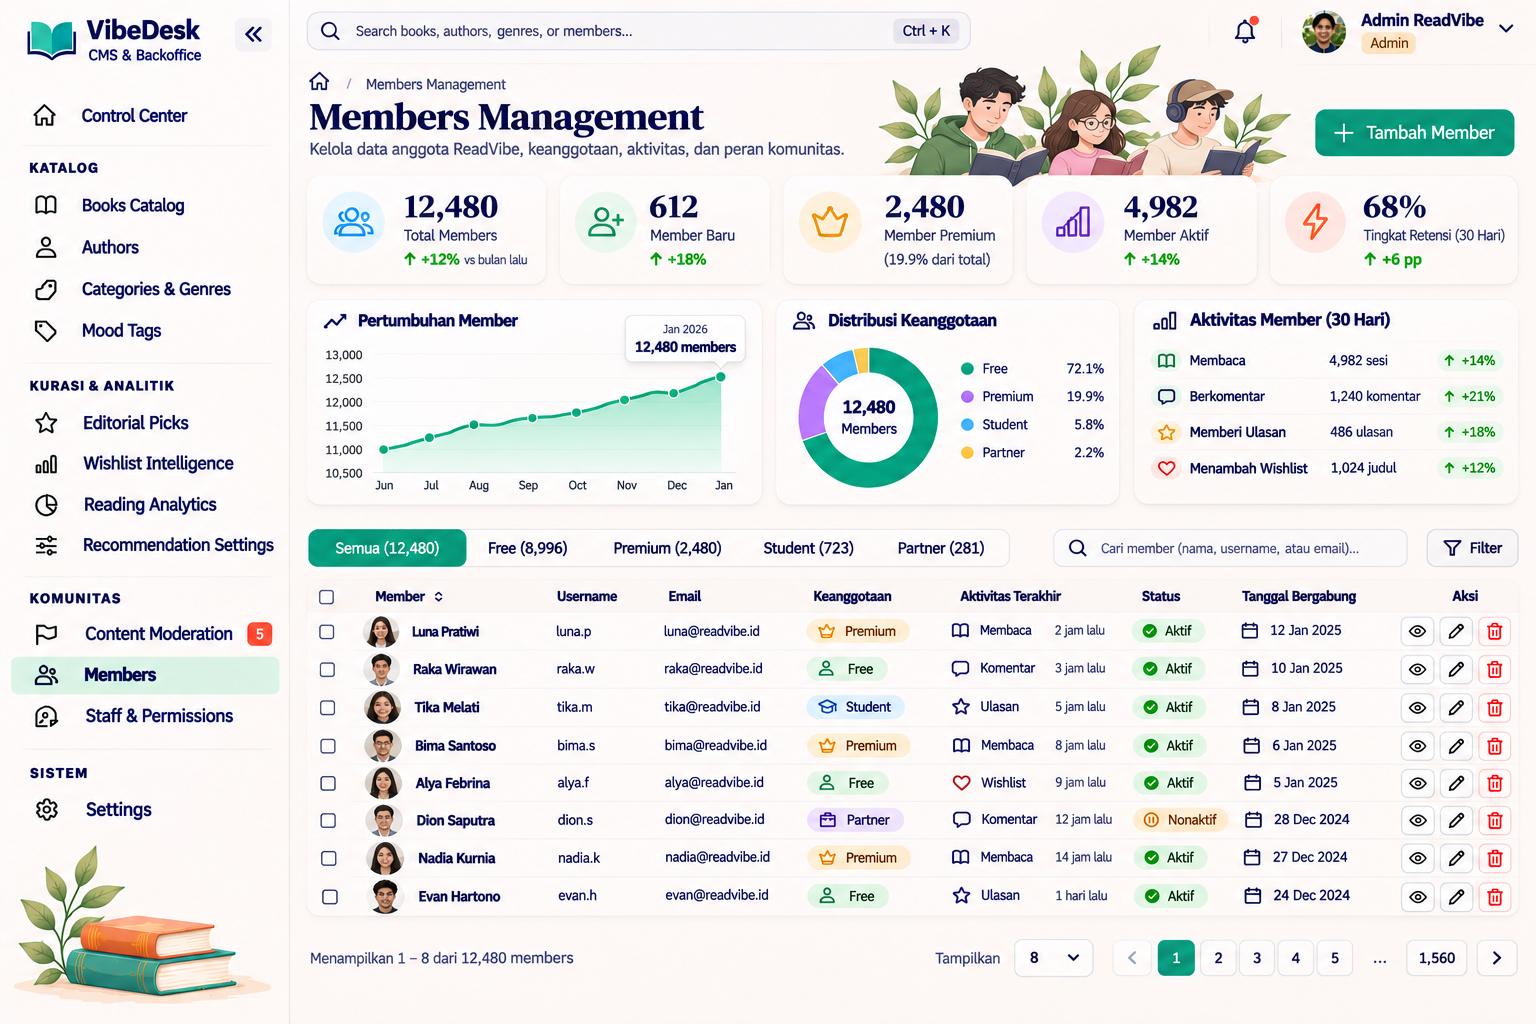 VibeDesk
CMS & Backoffice
Search books, authors, genres, or members...
Ctrl + K
Admin ReadVibe
Admin
Control Center
KATALOG
Books Catalog
Authors
Categories & Genres
Mood Tags
KURASI & ANALITIK
Editorial Picks
Wishlist Intelligence
Reading Analytics
Recommendation Settings
KOMUNITAS
Content Moderation 5
Members
Staff & Permissions
SISTEM
Settings
/ Members Management
Members Management
Kelola data anggota ReadVibe, keanggotaan, aktivitas, dan peran komunitas.
+ Tambah Member
12,480
Total Members
↑ +12% vs bulan lalu
612
Member Baru
↑ +18%
2,480
Member Premium
(19.9% dari total)
4,982
Member Aktif
↑ +14%
68%
Tingkat Retensi (30 Hari)
↑ +6 pp
Pertumbuhan Member
Jan 2026
12,480 members
13,000
12,500
12,000
11,500
11,000
10,500
Jun Jul Aug Sep Oct Nov Dec Jan
Distribusi Keanggotaan
12,480
Members
Free 72.1%
Premium 19.9%
Student 5.8%
Partner 2.2%
Aktivitas Member (30 Hari)
Membaca 4,982 sesi ↑ +14%
Berkomentar 1,240 komentar ↑ +21%
Memberi Ulasan 486 ulasan ↑ +18%
Menambah Wishlist 1,024 judul ↑ +12%
Semua (12,480) Free (8,996) Premium (2,480) Student (723) Partner (281)
Cari member (nama, username, atau email)...
Filter
Member Username Email Keanggotaan Aktivitas Terakhir Status Tanggal Bergabung Aksi
Luna Pratiwi luna.p luna@readvibe.id Premium Membaca 2 jam lalu Aktif 12 Jan 2025
Raka Wirawan raka.w raka@readvibe.id Free Komentar 3 jam lalu Aktif 10 Jan 2025
Tika Melati tika.m tika@readvibe.id Student Ulasan 5 jam lalu Aktif 8 Jan 2025
Bima Santoso bima.s bima@readvibe.id Premium Membaca 8 jam lalu Aktif 6 Jan 2025
Alya Febrina alya.f alya@readvibe.id Free Wishlist 9 jam lalu Aktif 5 Jan 2025
Dion Saputra dion.s dion@readvibe.id Partner Komentar 12 jam lalu Nonaktif 28 Dec 2024
Nadia Kurnia nadia.k nadia@readvibe.id Premium Membaca 14 jam lalu Aktif 27 Dec 2024
Evan Hartono evan.h evan@readvibe.id Free Ulasan 1 hari lalu Aktif 24 Dec 2024
Menampilkan 1 – 8 dari 12,480 members
Tampilkan 8
1 2 3 4 5 ... 1,560